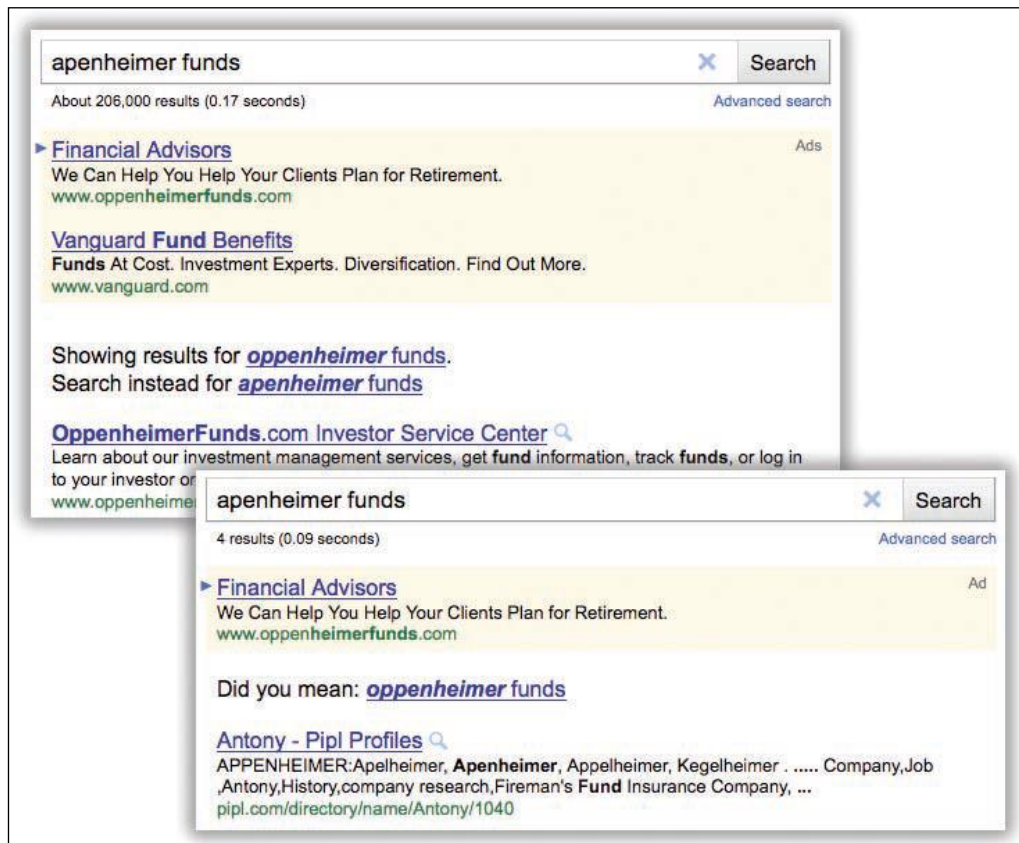 apenheimer funds
Search
About 206,000 results (0.17 seconds)
Advanced search
Financial Advisors
Ads
We Can Help You Help Your Clients Plan for Retirement.
www.oppenheimerfunds.com
Vanguard Fund Benefits
Funds At Cost. Investment Experts. Diversification. Find Out More.
www.vanguard.com
Showing results for oppenheimer funds.
Search instead for apenheimer funds
OppenheimerFunds.com Investor Service Center
Learn about our investment management services, get fund information, track funds, or log in
to your investor or
www.oppenheimer
apenheimer funds
Search
4 results (0.09 seconds)
Advanced search
Financial Advisors
Ad
We Can Help You Help Your Clients Plan for Retirement.
www.oppenheimerfunds.com
Did you mean: oppenheimer funds
Antony - Pipl Profiles
APPENHEIMER:Apelheimer, Apenheimer, Appelheimer, Kegelheimer . ..... Company,Job
,Antony,History,company research,Fireman's Fund Insurance Company, ...
pipl.com/directory/name/Antony/1040